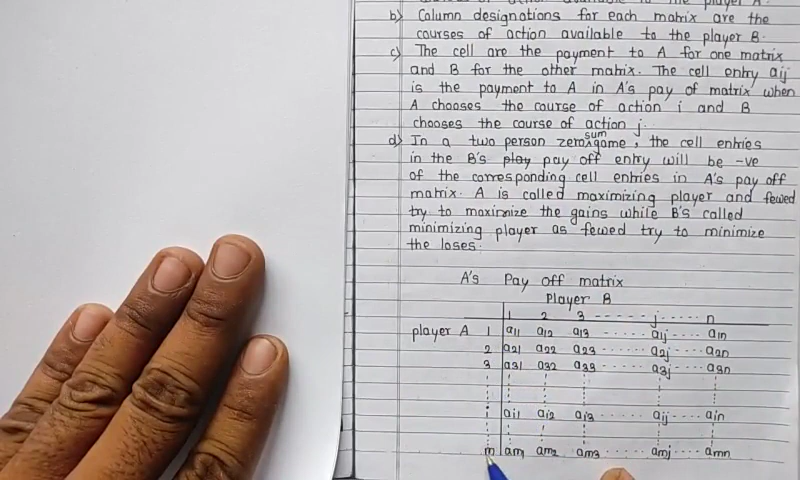 the player A.
b) Column designations for each matrix are the
courses of action available to the player B.
c) The cell are the payment to A for one matrix
and B for the other matrix. The cell entry aij
is the payment to A in A's pay of matrix when
A chooses the course of action i and B
chooses the course of action j.
d) In a two person zero sum game, the cell entries
in the B's play pay off entry will be -ve
of the corresponding cell entries in A's pay off
matrix. A is called maximizing player and fewed
try to maximize the gains while B's called
minimizing player as fewed try to minimize
the loses.
A's Pay off matrix
Player B
1 2 3 ------ j ----- n
player A 1 a11 a12 a13 ...... aij ---- a1n
2 a21 a22 a23 ...... a2j ---- a2n
3 a31 a32 a33 ...... a3j ---- a3n
i ai1 ai2 ai3 ...... aij ---- ain
m am1 am2 am3 ...... amj ---- amn